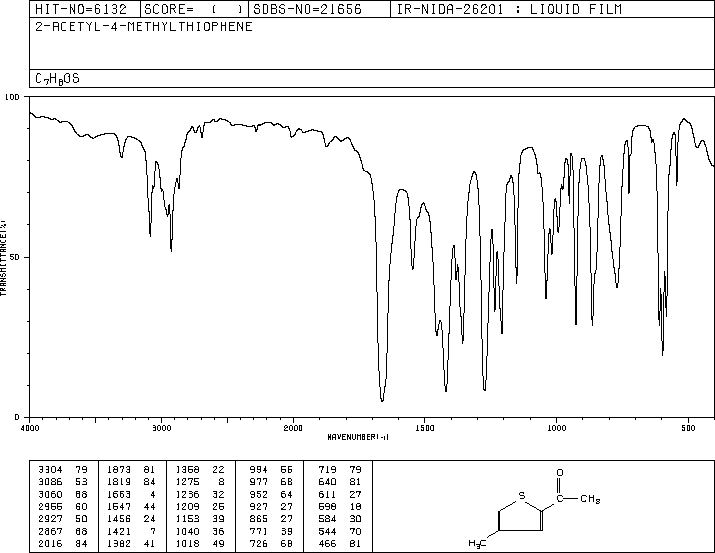 HIT-NO=6132 SCORE= ( ) SDBS-NO=21656 IR-NIDA-26201 : LIQUID FILM
2-ACETYL-4-METHYLTHIOPHENE
C7H8OS
100
50
0
TRANSMITTANCE(%)
4000 3000 2000 1500 1000 500
WAVENUMBER(-1)
3304 79 1873 81 1368 22 994 55 719 79
3086 53 1819 84 1275 8 977 68 640 81
3060 68 1663 4 1236 32 952 64 611 27
2955 60 1547 44 1209 25 927 27 598 18
2927 50 1456 24 1153 39 865 27 584 30
2867 68 1421 7 1040 36 771 39 544 70
2016 84 1382 41 1018 49 726 68 466 81
O
S
CH3
H3C